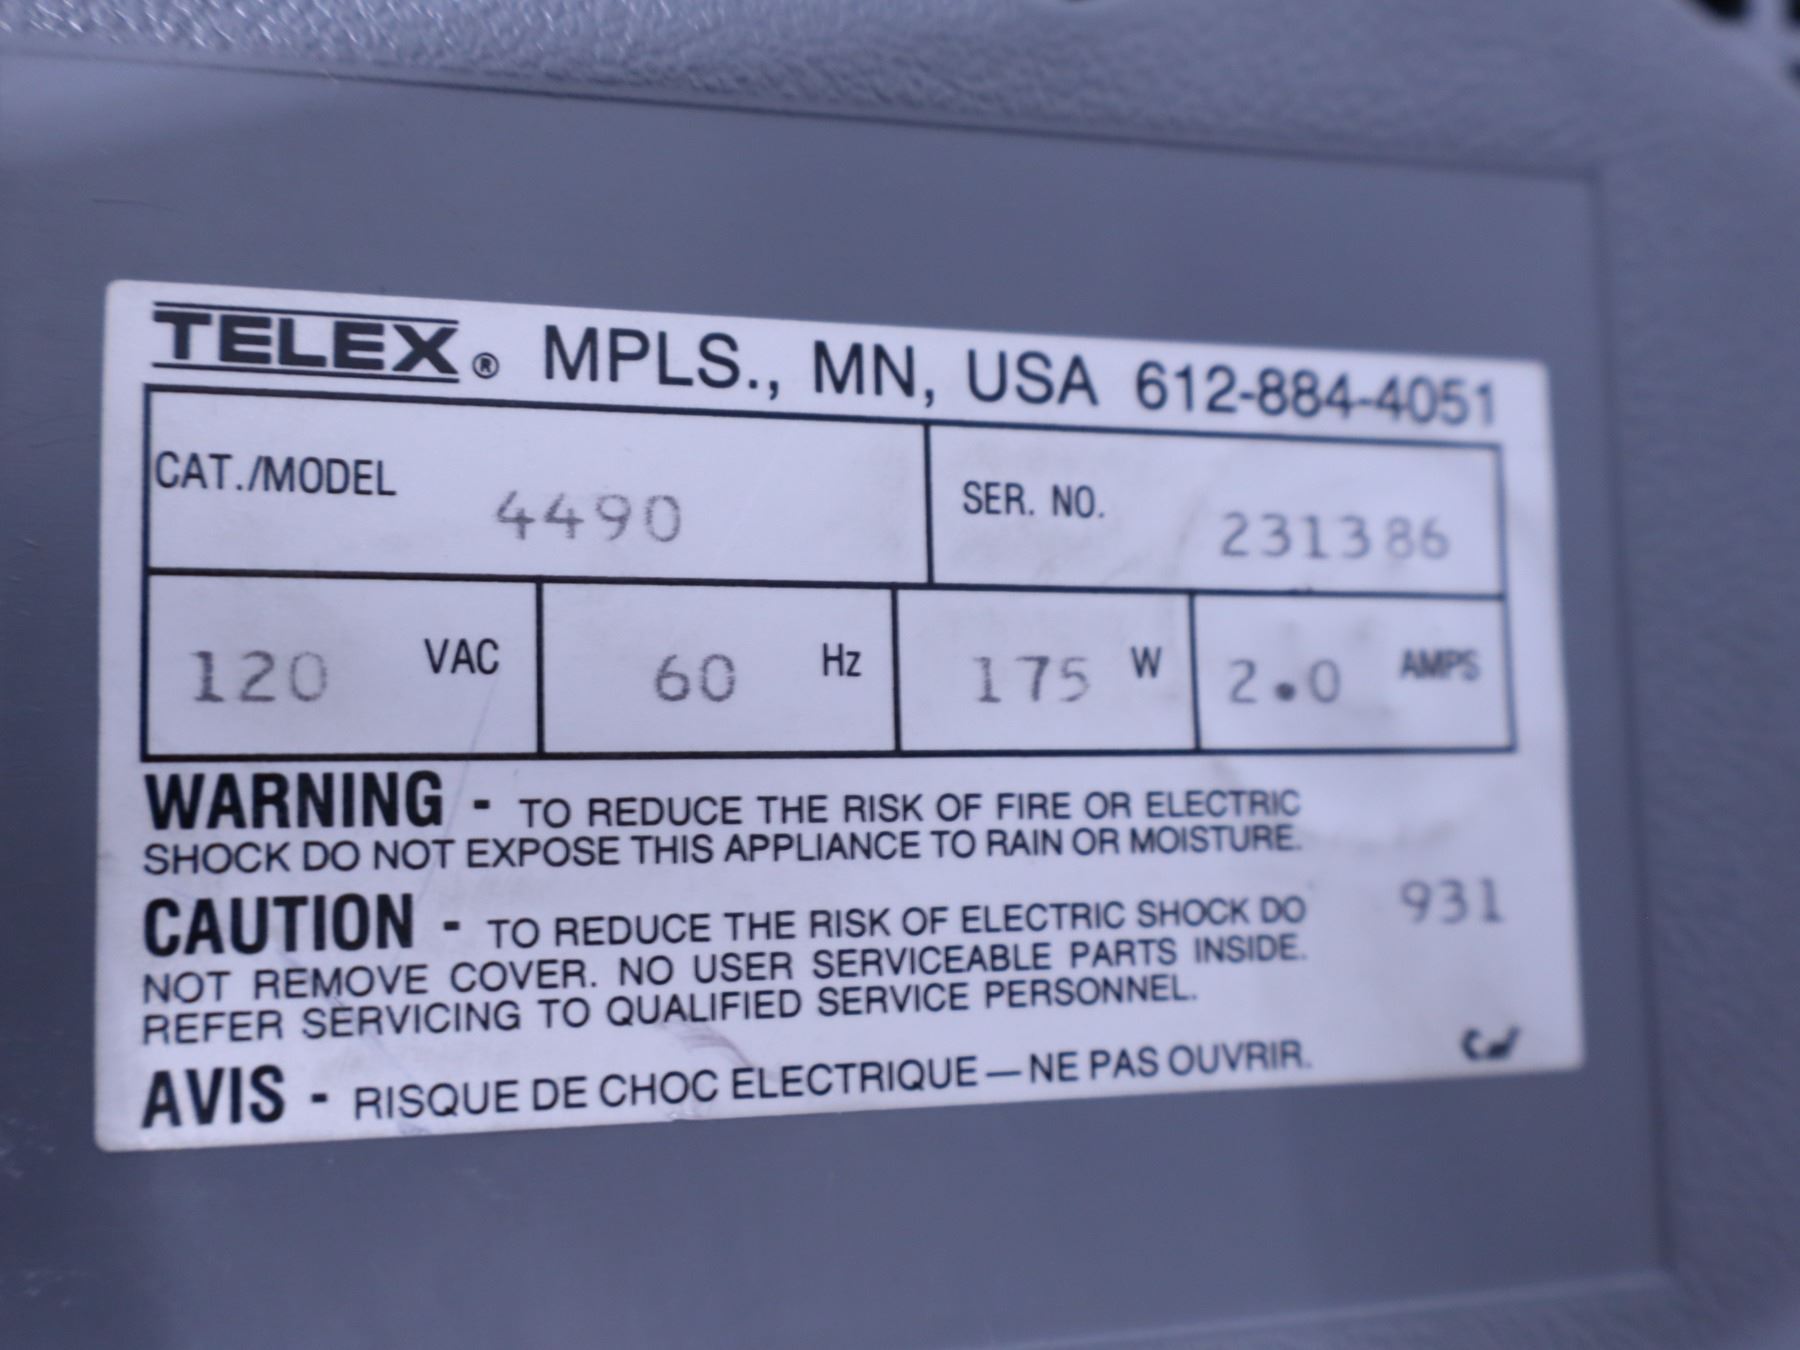 TELEX® MPLS., MN, USA 612-884-4051
CAT./MODEL 4490 SER. NO. 231386
120 VAC 60 Hz 175 W 2.0 AMPS
WARNING - TO REDUCE THE RISK OF FIRE OR ELECTRIC
SHOCK DO NOT EXPOSE THIS APPLIANCE TO RAIN OR MOISTURE.
CAUTION - TO REDUCE THE RISK OF ELECTRIC SHOCK DO 931
NOT REMOVE COVER. NO USER SERVICEABLE PARTS INSIDE.
REFER SERVICING TO QUALIFIED SERVICE PERSONNEL.
AVIS - RISQUE DE CHOC ELECTRIQUE—NE PAS OUVRIR.